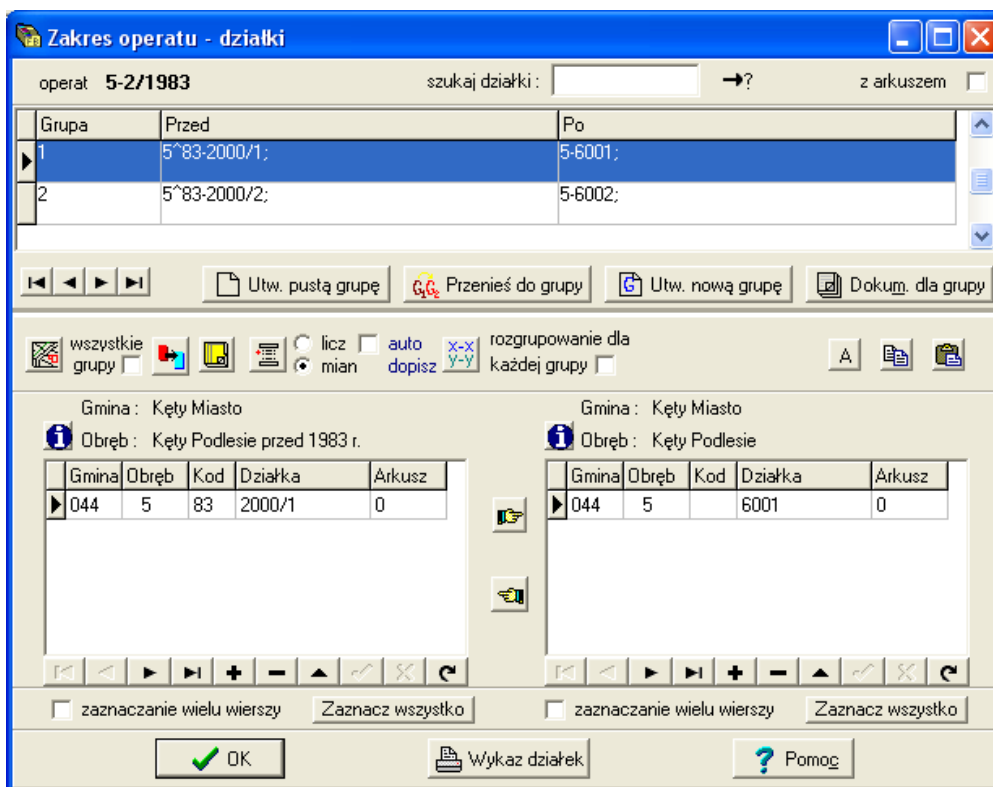 Zakres operatu - działki
operat 5-2/1983 szukaj działki : →? z arkuszem
Grupa Przed Po
1 5^83-2000/1; 5-6001;
2 5^83-2000/2; 5-6002;
Utw. pustą grupę G1G2 Przenieś do grupy G Utw. nową grupę Dokum. dla grupy
wszystkie grupy licz mian auto dopisz x-x y-y rozgrupowanie dla każdej grupy A
Gmina : Kęty Miasto Gmina : Kęty Miasto
i Obręb : Kęty Podlesie przed 1983 r. i Obręb : Kęty Podlesie
Gmina Obręb Kod Działka Arkusz Gmina Obręb Kod Działka Arkusz
044 5 83 2000/1 0 044 5 6001 0
zaznaczanie wielu wierszy Zaznacz wszystko zaznaczanie wielu wierszy Zaznacz wszystko
OK Wykaz działek ? Pomoc